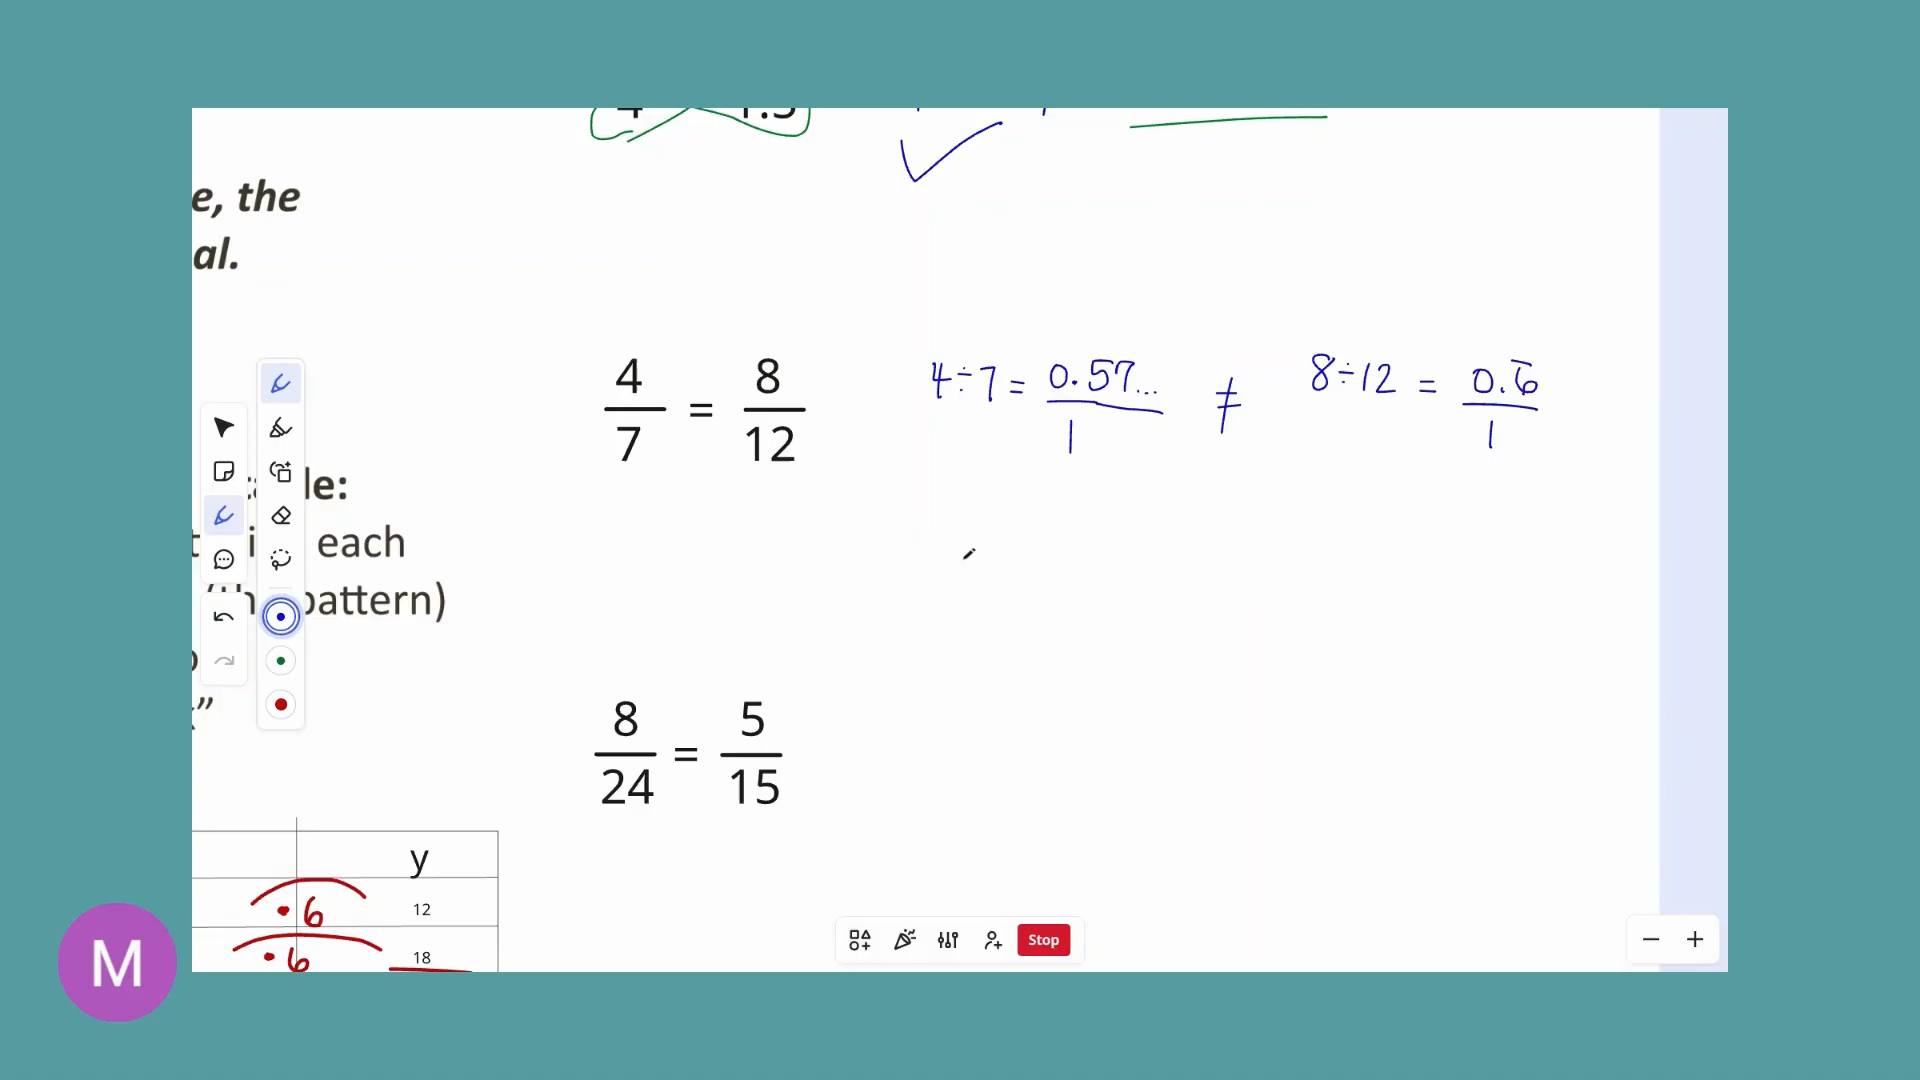 e, the
al.
4/7 = 8/12
4÷7 = 0.57.../1 ≠ 8÷12 = 0.6̅/1
le:
each
pattern)
8/24 = 5/15
y
•6 12
•6 18
Stop
M